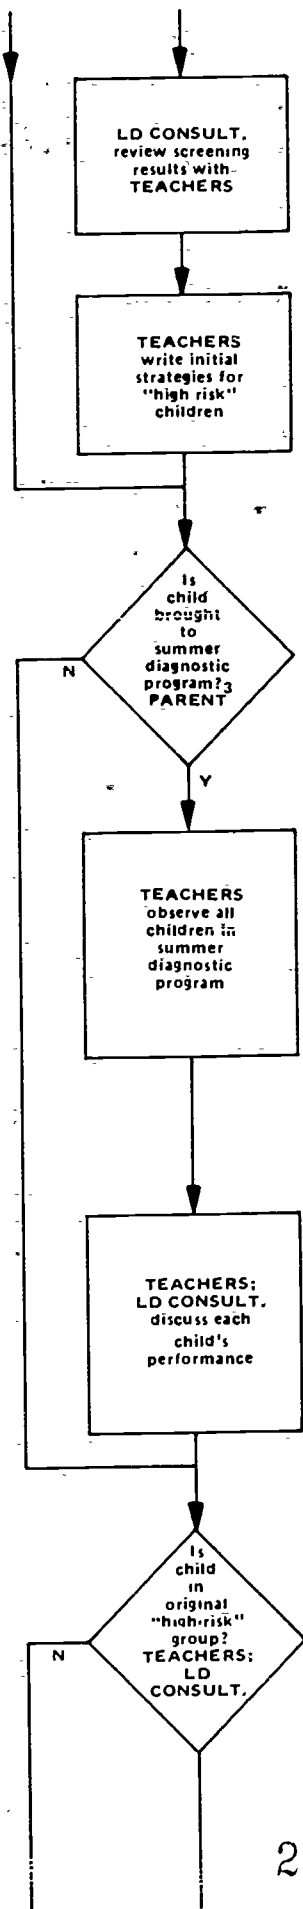 LD CONSULT.
review screening
results with
TEACHERS
TEACHERS
write initial
strategies for
"high risk"
children
Is
child
brought
to
summer
diagnostic
program?3
PARENT
N
Y
TEACHERS
observe all
children in
summer
diagnostic
program
TEACHERS;
LD CONSULT.
discuss each
child's
performance
Is
child
in
original
"high-risk"
group?
TEACHERS;
LD
CONSULT.
N
2